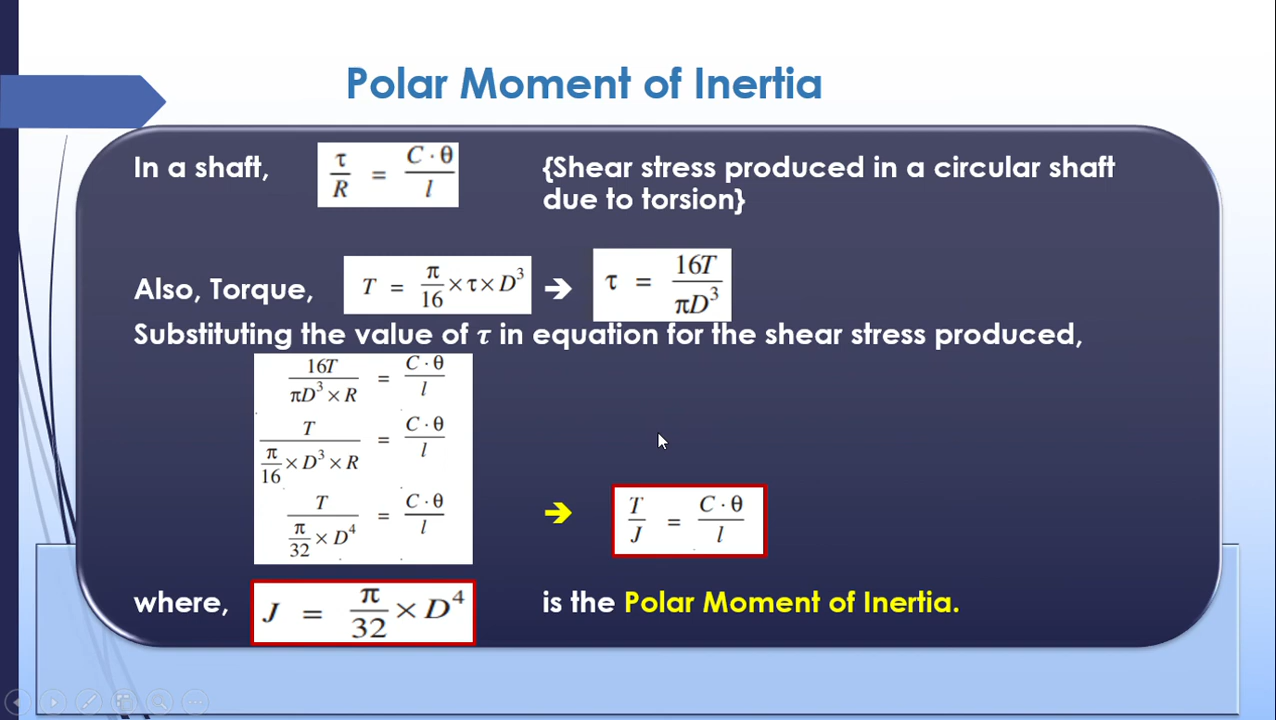 Polar Moment of Inertia
In a shaft, τ/R = C · θ/l {Shear stress produced in a circular shaft
due to torsion}
Also, Torque, T = π/16 × τ × D³ ➔ τ = 16T/πD³
Substituting the value of τ in equation for the shear stress produced,
16T/πD³ × R = C · θ/l
T/π/16 × D³ × R = C · θ/l
T/π/32 × D⁴ = C · θ/l ➔ T/J = C · θ/l
where, J = π/32 × D⁴ is the Polar Moment of Inertia.